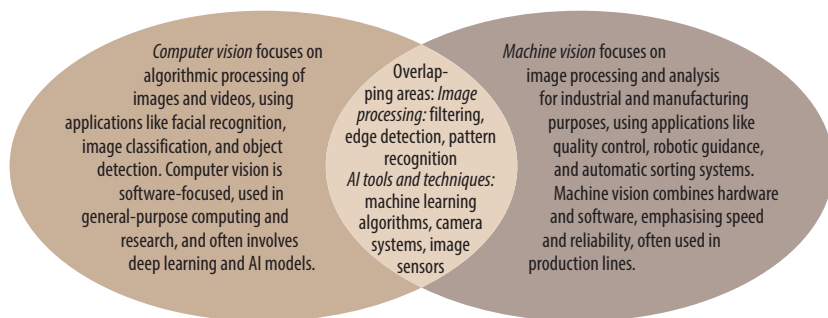 Computer vision focuses on
algorithmic processing of
images and videos, using
applications like facial recognition,
image classification, and object
detection. Computer vision is
software-focused, used in
general-purpose computing and
research, and often involves
deep learning and AI models.
Overlap-
ping areas: Image
processing: filtering,
edge detection, pattern
recognition
AI tools and techniques:
machine learning
algorithms, camera
systems, image
sensors
Machine vision focuses on
image processing and analysis
for industrial and manufacturing
purposes, using applications like
quality control, robotic guidance,
and automatic sorting systems.
Machine vision combines hardware
and software, emphasising speed
and reliability, often used in
production lines.